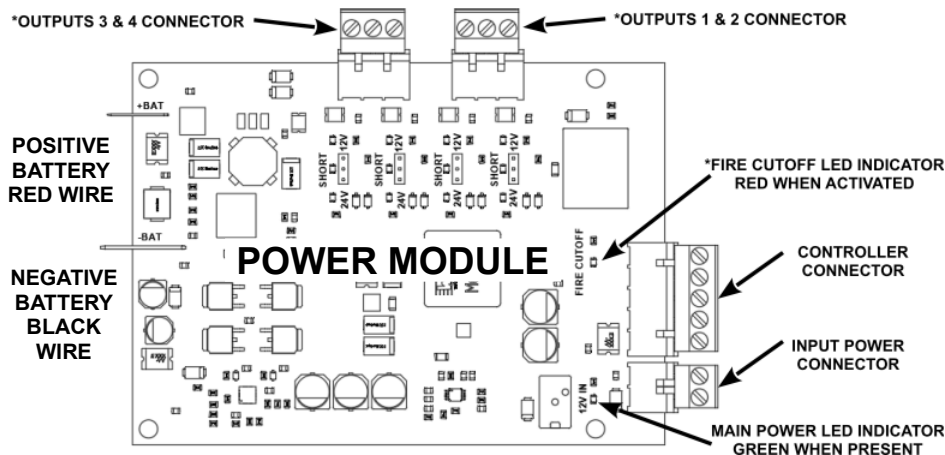 *OUTPUTS 3 & 4 CONNECTOR
*OUTPUTS 1 & 2 CONNECTOR
+BAT
POSITIVE
BATTERY
RED WIRE
12V
12V
12V
12V
SHORT
SHORT
SHORT
SHORT
24V
24V
24V
24V
*FIRE CUTOFF LED INDICATOR
RED WHEN ACTIVATED
-BAT
POWER MODULE
FIRE CUTOFF
CONTROLLER
CONNECTOR
NEGATIVE
BATTERY
BLACK
WIRE
INPUT POWER
CONNECTOR
12V IN
MAIN POWER LED INDICATOR
GREEN WHEN PRESENT